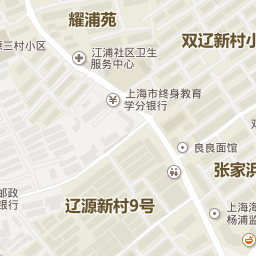 耀浦苑
双辽新村小
原三村小区
江浦社区卫生
服务中心
上海市终身教育
学分银行
良良面馆
张家浜
邮政
银行
辽源新村9号
上海海
杨浦监